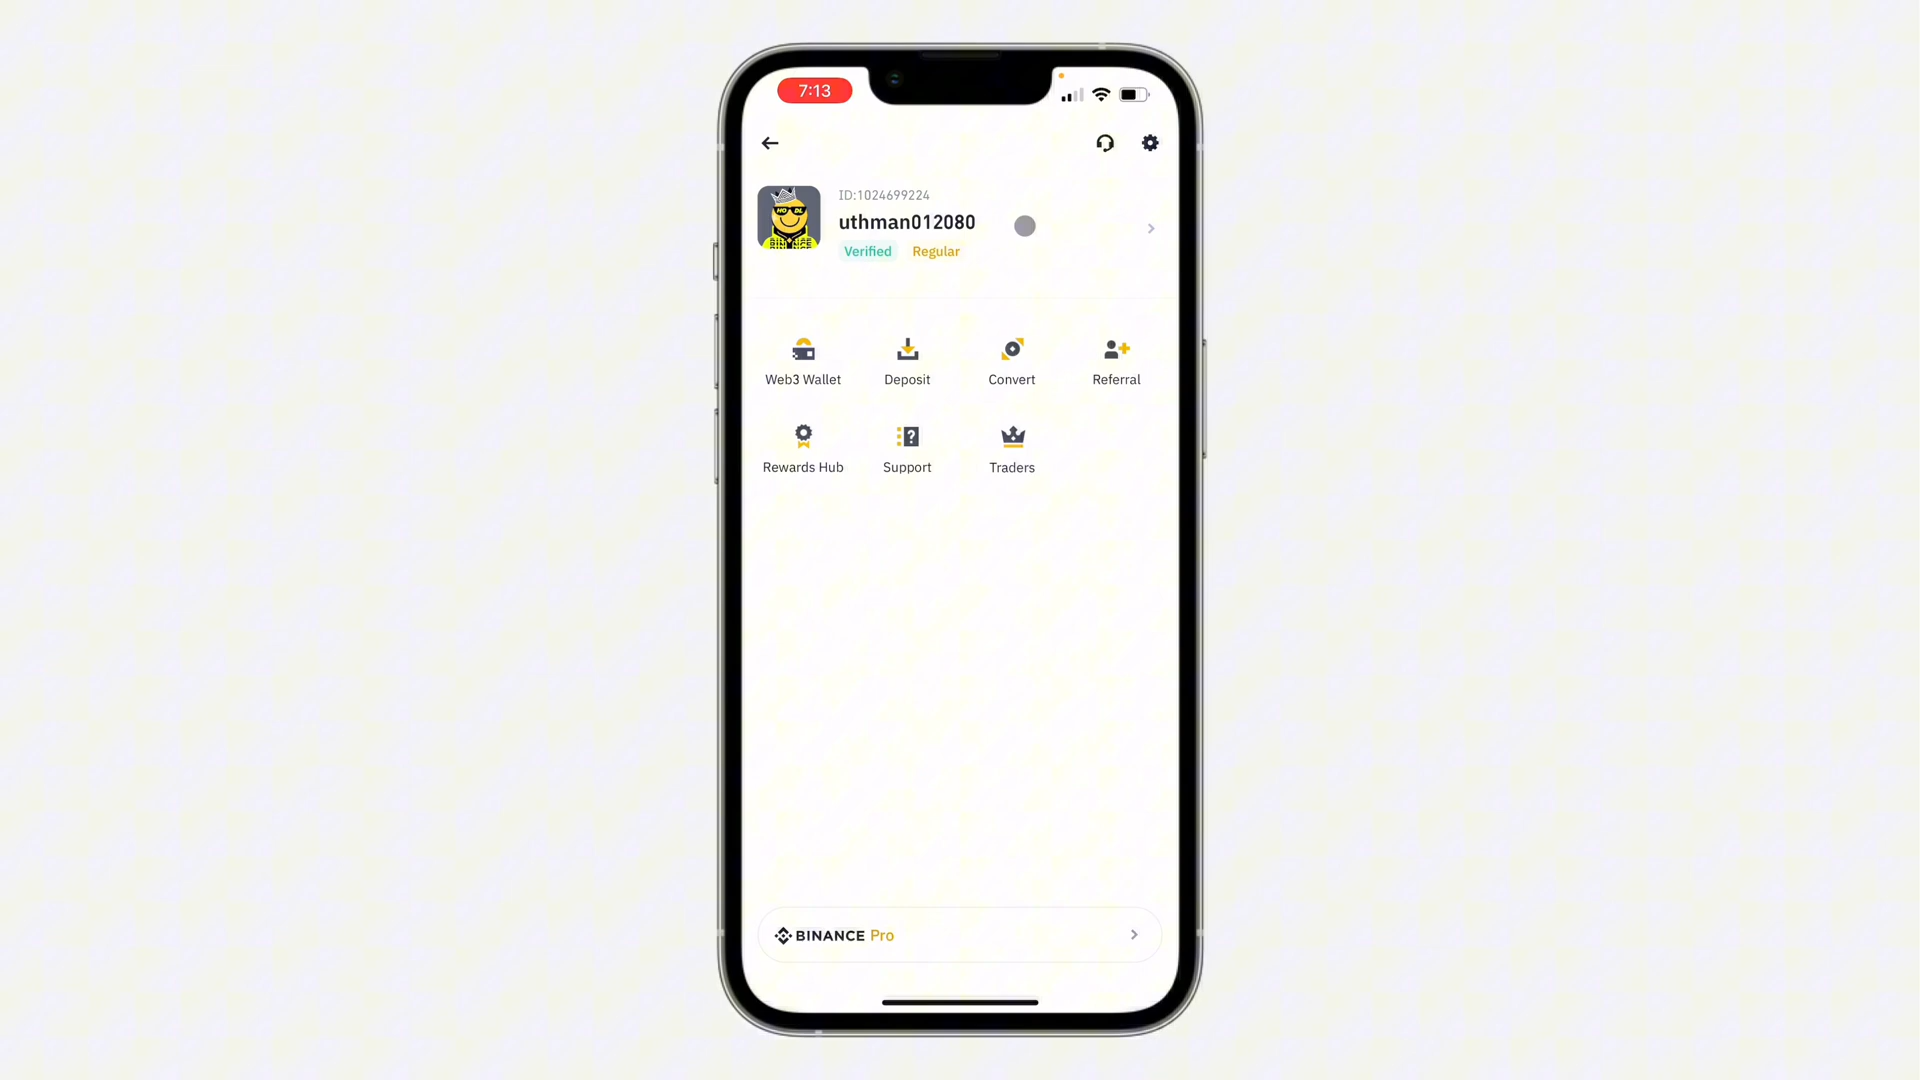 7:13
ID:1024699224
uthman012080
Verified Regular
Web3 Wallet Deposit Convert Referral
Rewards Hub Support Traders
BINANCE Pro